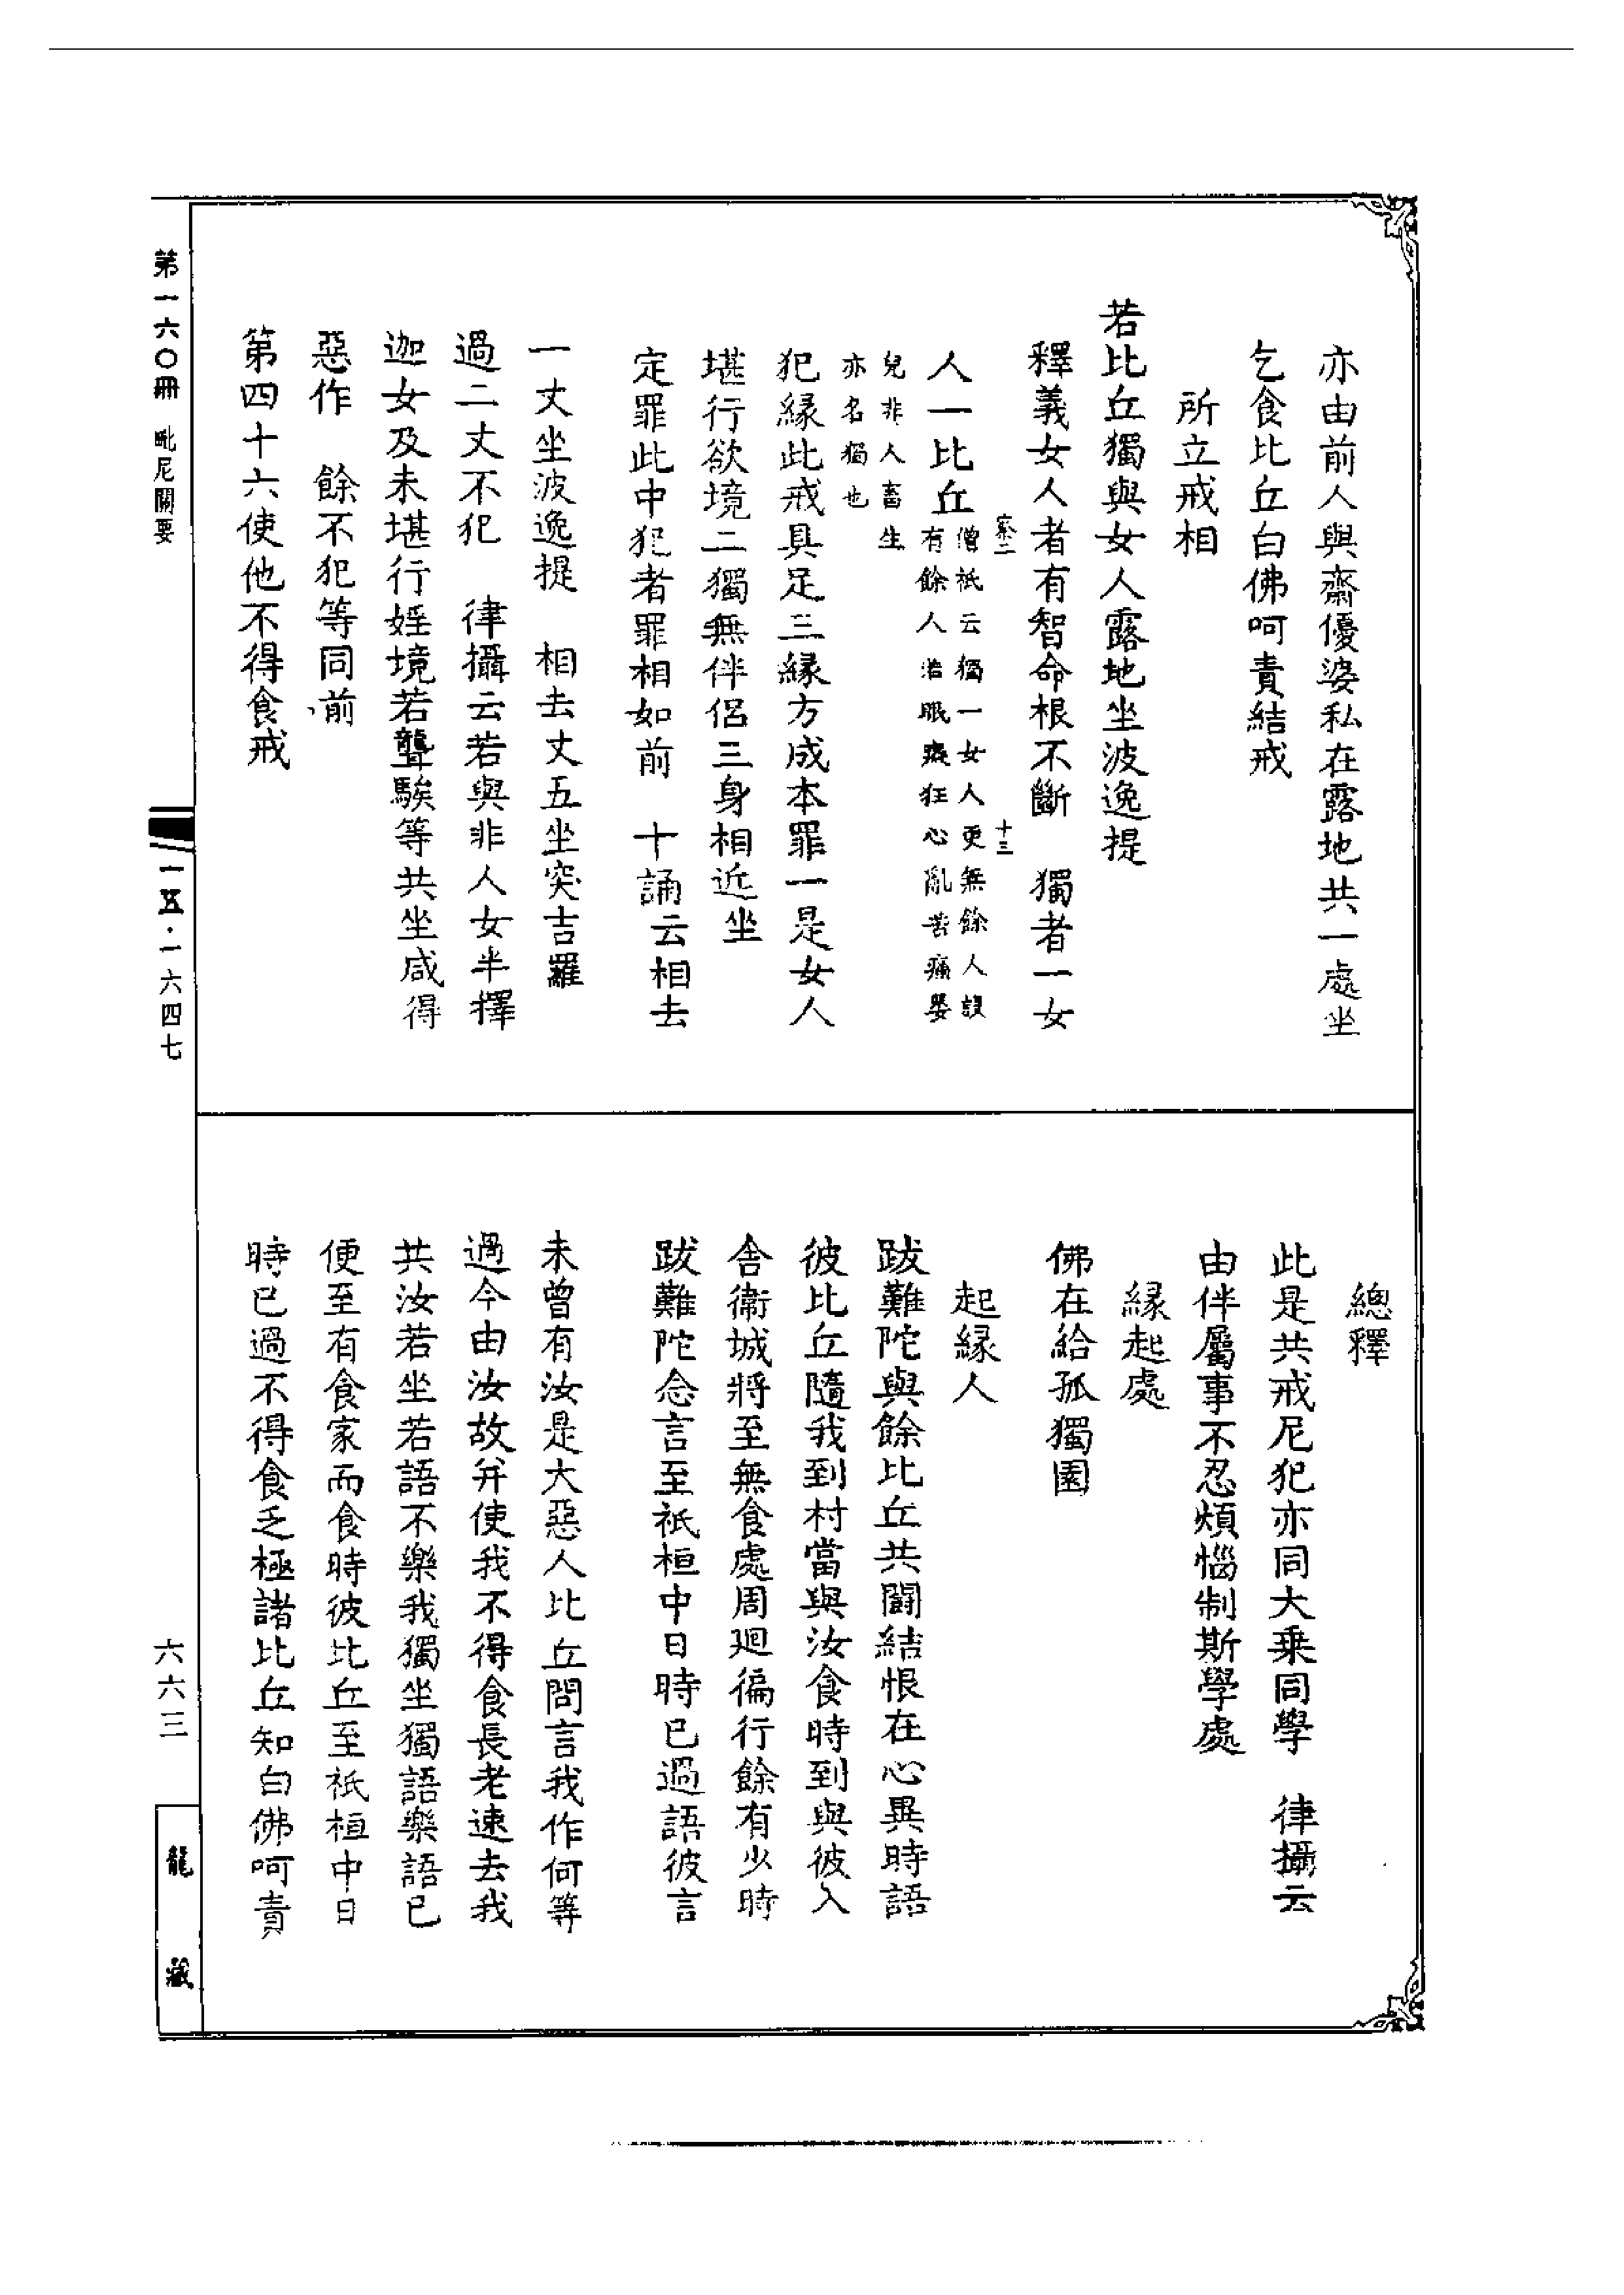 亦由前人與齋優婆私在露地共一處坐
乞食比丘白佛呵責結戒
所立戒相
若比丘獨與女人露地坐波逸提
釋義女人者有智命根不斷　獨者一女
十三
人一比丘
僧祇云獨一女人更無餘人設
有餘人若眠癡狂心亂苦痛嬰
兒非人畜生
亦名獨也
犯緣此戒具足三緣方成本罪一是女人
堪行欲境二獨無伴侶三身相近坐
定罪此中犯者罪相如前　十誦云相去
一丈坐波逸提　相去丈五坐突吉羅
過二丈不犯　律攝云若與非人女半擇
迦女及未堪行婬境若聾騃等共坐咸得
惡作　餘不犯等同前
第四十六使他不得食戒
總釋
此是共戒尼犯亦同大乘同學　律攝云
由伴屬事不忍煩惱制斯學處
緣起處
佛在給孤獨園
起緣人
跋難陀與餘比丘共鬪結恨在心異時語
彼比丘隨我到村當與汝食時到與彼入
舍衛城將至無食處周迴徧行餘有少時
跋難陀念言至祇桓中日時已過語彼言
未曾有汝是大惡人比丘問言我作何等
過今由汝故并使我不得食長老速去我
共汝若坐若語不樂我獨坐獨語樂語已
便至有食家而食時彼比丘至祇桓中日
時已過不得食乏極諸比丘知白佛呵責
第一六〇冊　毗尼關要
一五·一六四七
六六三
龍藏